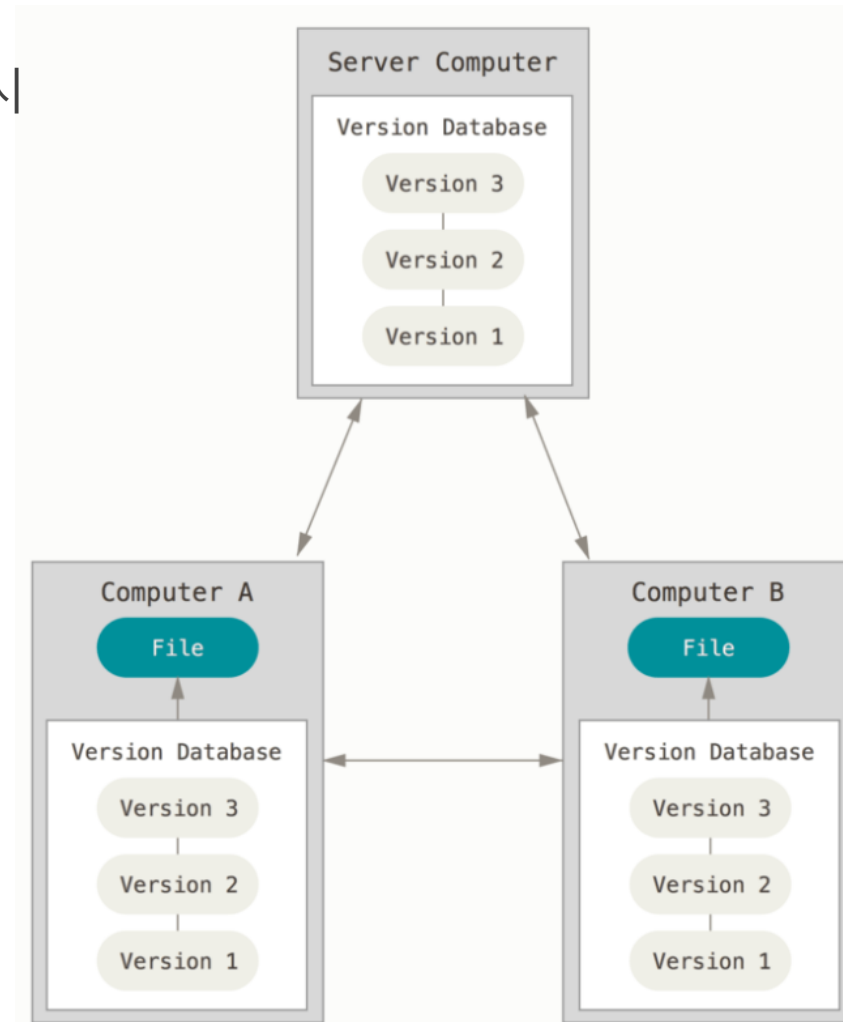 Server Computer
Version Database
Version 3
Version 2
Version 1
Computer A
File
Version Database
Version 3
Version 2
Version 1
Computer B
File
Version Database
Version 3
Version 2
Version 1